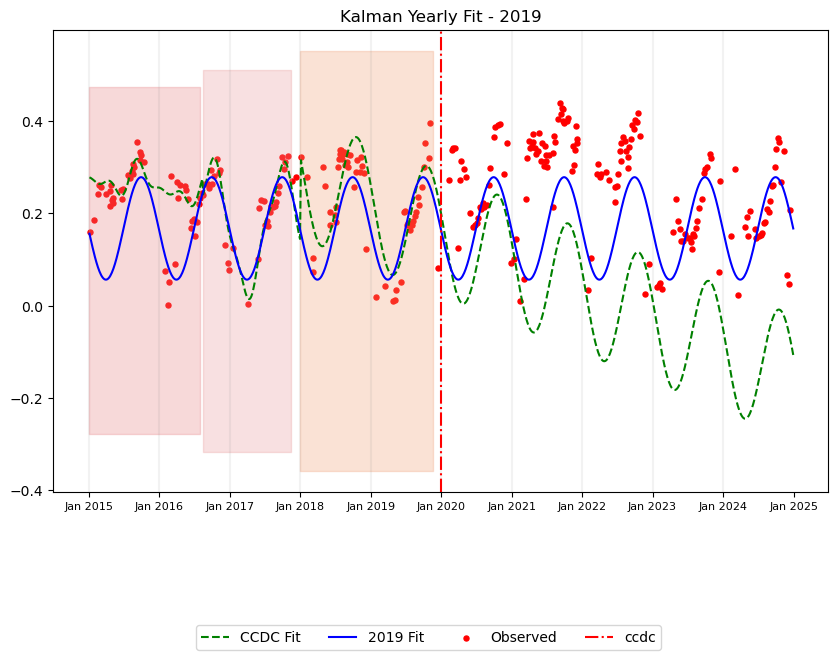 Kalman Yearly Fit - 2019
0.4
0.2
0.0
−0.2
−0.4
Jan 2015 Jan 2016 Jan 2017 Jan 2018 Jan 2019 Jan 2020 Jan 2021 Jan 2022 Jan 2023 Jan 2024 Jan 2025
CCDC Fit 2019 Fit Observed ccdc